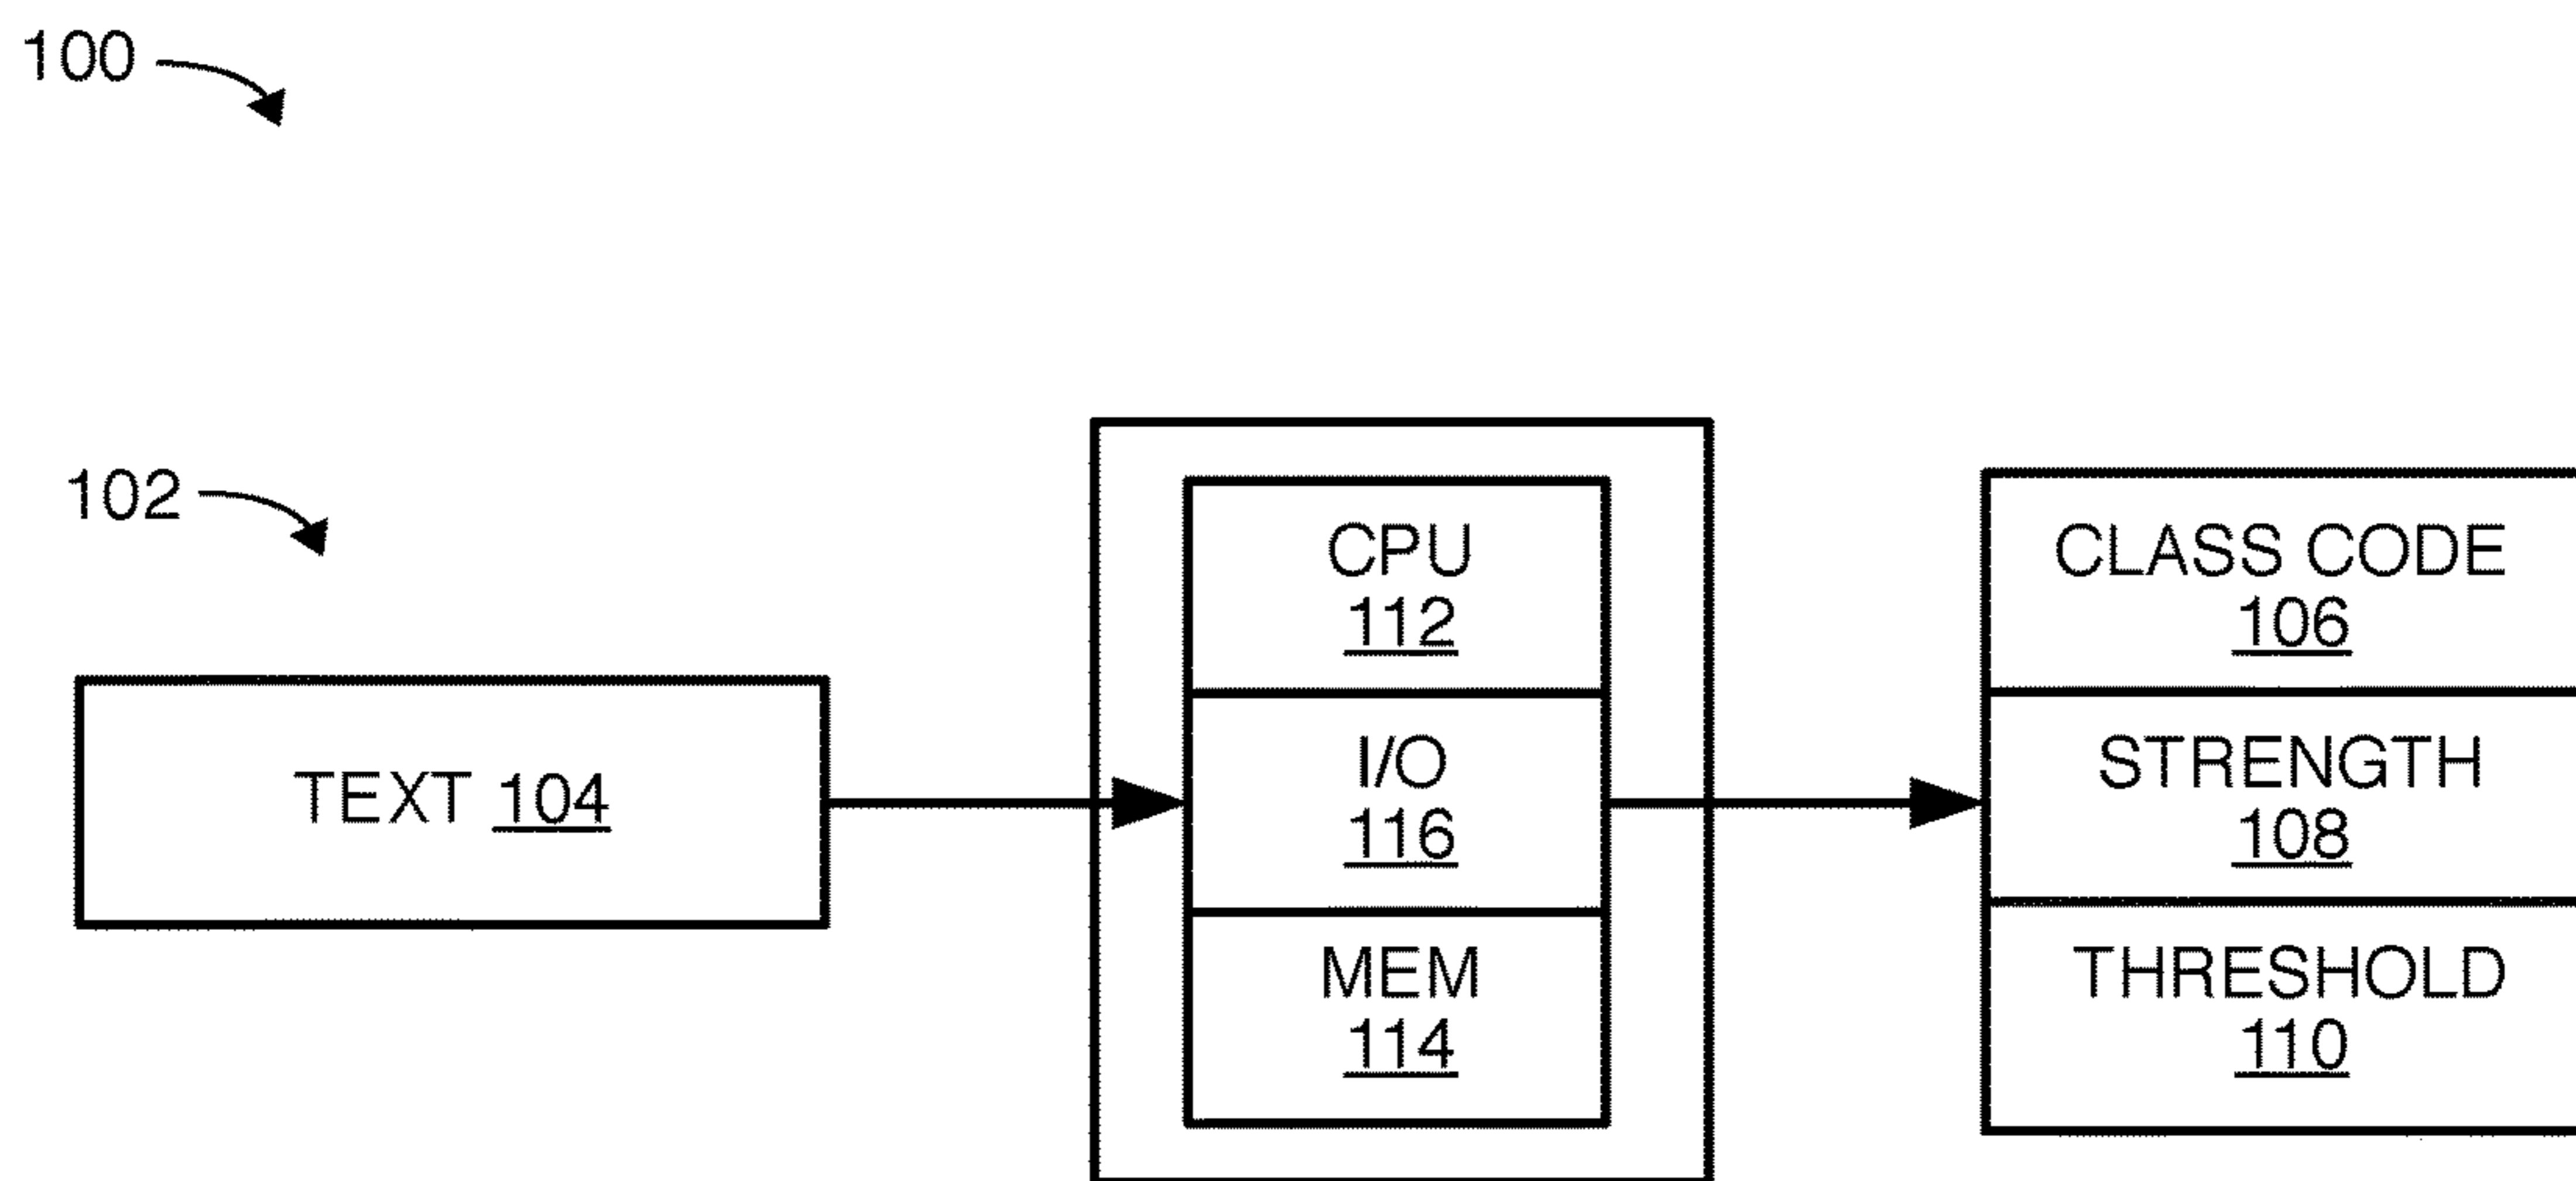 100
102
TEXT 104
CPU
112
I/O
116
MEM
114
CLASS CODE
106
STRENGTH
108
THRESHOLD
110